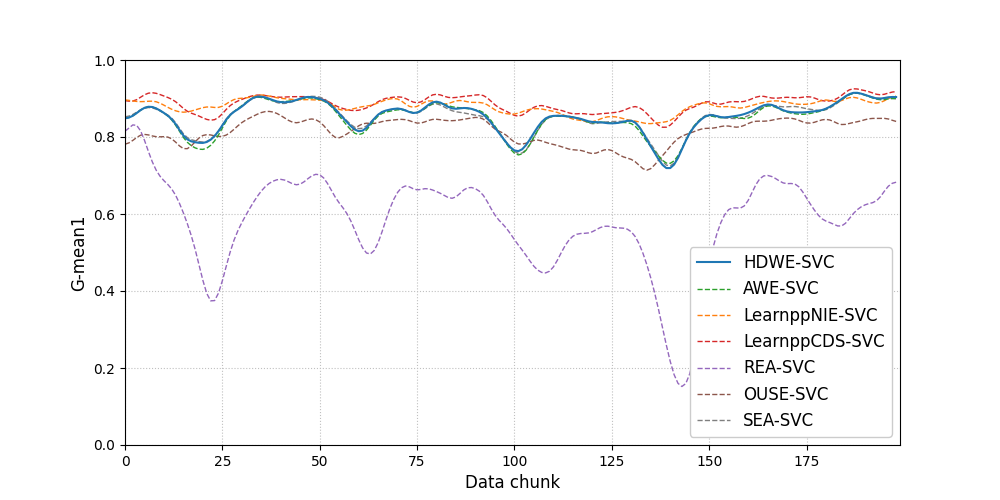 1.0
0.8
0.6
0.4
0.2
0.0
G-mean1
0 25 50 75 100 125 150 175
Data chunk
HDWE-SVC
AWE-SVC
LearnppNIE-SVC
LearnppCDS-SVC
REA-SVC
OUSE-SVC
SEA-SVC